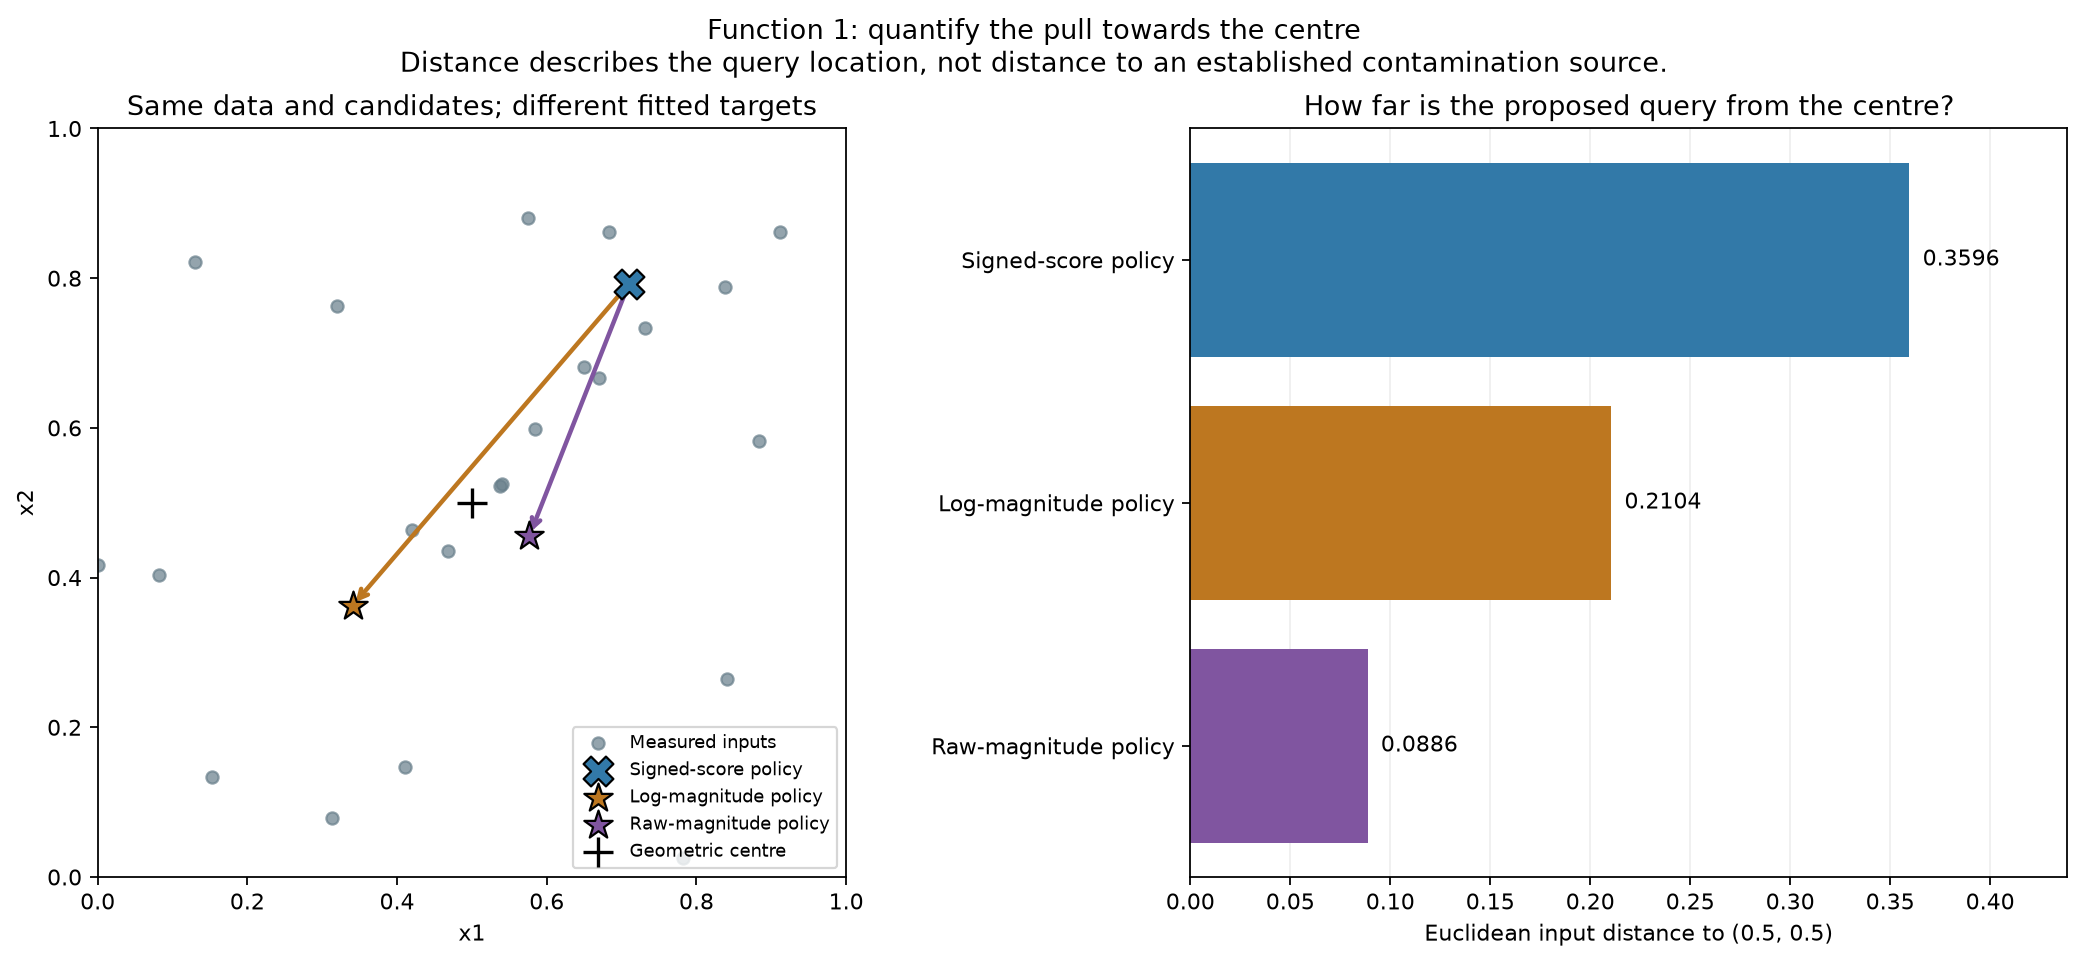 Function 1: quantify the pull towards the centre
Distance describes the query location, not distance to an established contamination source.
Same data and candidates; different fitted targets
1.0
0.8
0.6
0.4
0.2
0.0
x2
0.0 0.2 0.4 0.6 0.8 1.0
x1
Measured inputs
Signed-score policy
Log-magnitude policy
Raw-magnitude policy
Geometric centre
How far is the proposed query from the centre?
Signed-score policy
0.3596
Log-magnitude policy
0.2104
Raw-magnitude policy
0.0886
0.00 0.05 0.10 0.15 0.20 0.25 0.30 0.35 0.40
Euclidean input distance to (0.5, 0.5)